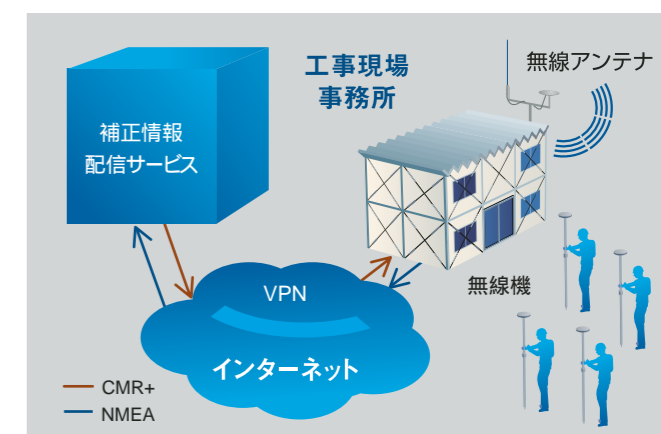 工事現場
事務所
無線アンテナ
補正情報
配信サービス
無線機
VPN
インターネット
CMR+
NMEA